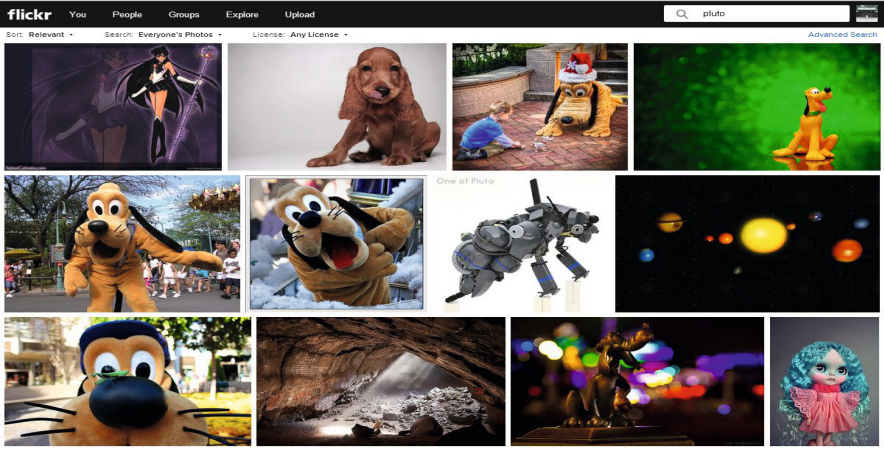 flickr You People Groups Explore Upload pluto
Sort: Relevant Search: Everyone's Photos License: Any License Advanced Search
One of Pluto